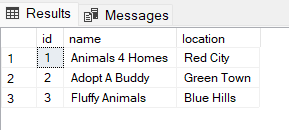 Results Messages
id name location
1 1 Animals 4 Homes Red City
2 2 Adopt A Buddy Green Town
3 3 Fluffy Animals Blue Hills